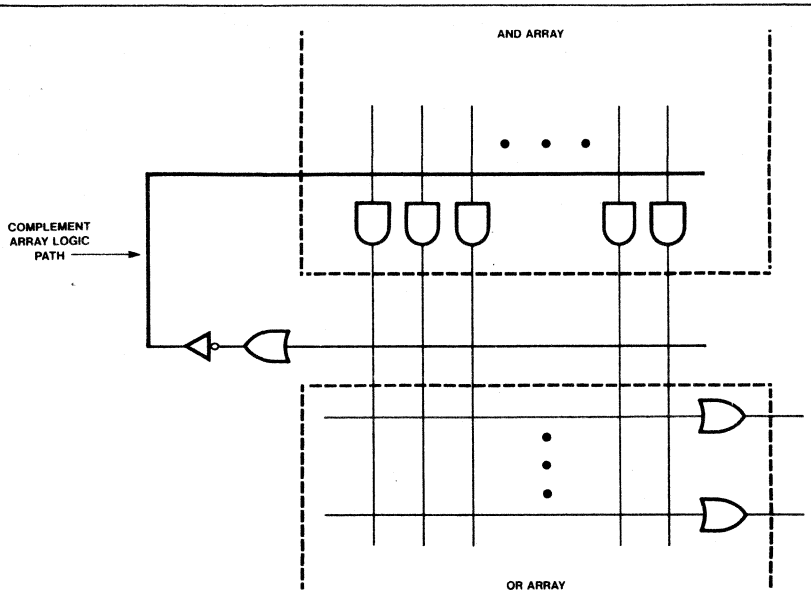 AND ARRAY
COMPLEMENT
ARRAY LOGIC
PATH
OR ARRAY